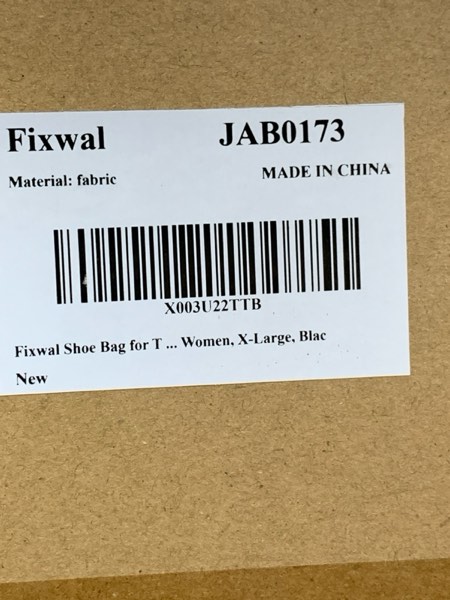 Fixwal JAB0173
Material: fabric MADE IN CHINA
X003U22TTB
Fixwal Shoe Bag for T ... Women, X-Large, Blac
New